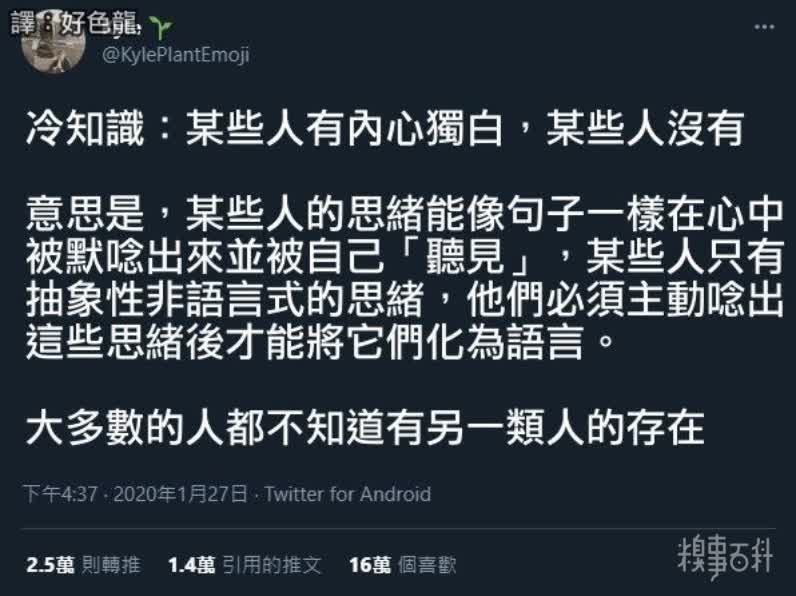 譯：好色龍
Kyle
@KylePlantEmoji
冷知識：某些人有內心獨白，某些人沒有
意思是，某些人的思緒能像句子一樣在心中
被默唸出來並被自己「聽見」，某些人只有
抽象性非語言式的思緒，他們必須主動唸出
這些思緒後才能將它們化為語言。
大多數的人都不知道有另一類人的存在
下午4:37 · 2020年1月27日 · Twitter for Android
2.5萬 則轉推 1.4萬 引用的推文 16萬 個喜歡
糗事百科